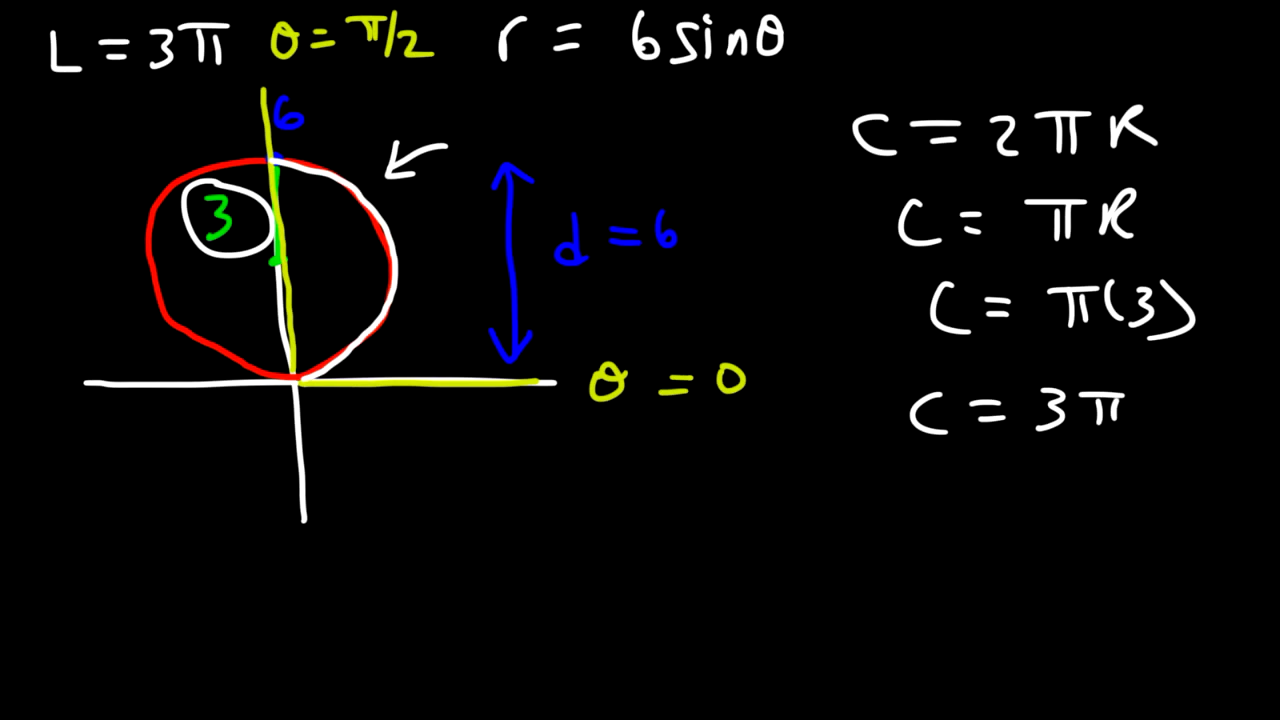 L = 3π θ = π/2 r = 6sinθ
6
C = 2πR
3
d = 6
C = πR
C = π(3)
θ = 0
C = 3π